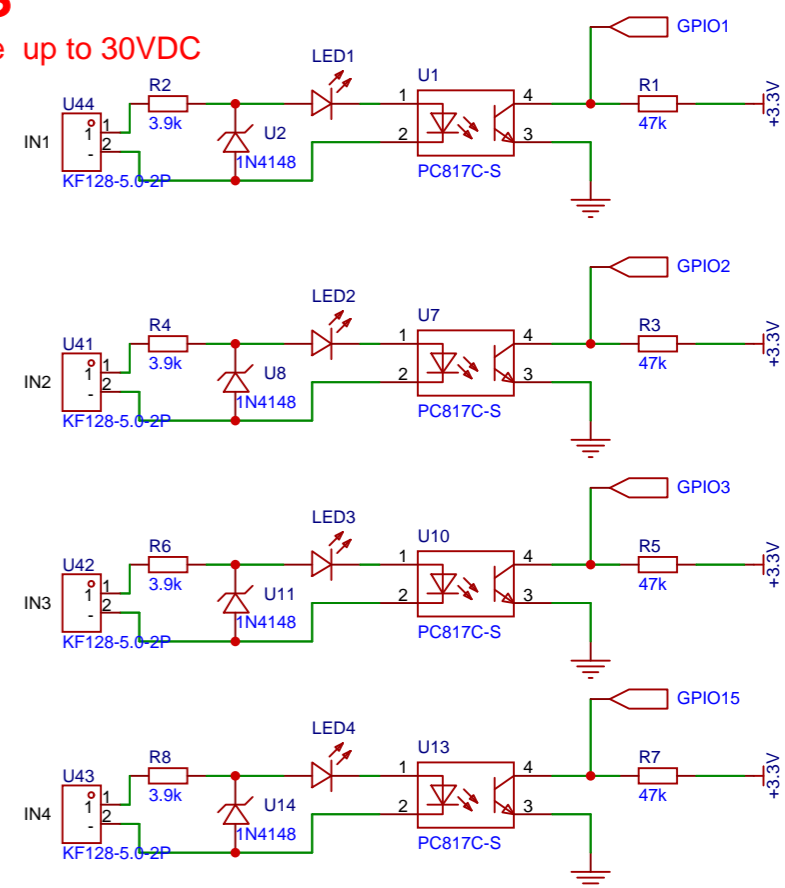 up to 30VDC
GPIO1
LED1
R2
U1
R1
U44
1
4
+3.3V
3.9k
47k
IN1
1
1
U2
2
3
-
2
1N4148
PC817C-S
KF128-5.0-2P
GPIO2
LED2
R4
U7
R3
U41
1
4
+3.3V
3.9k
47k
IN2
1
1
U8
2
3
-
2
1N4148
PC817C-S
KF128-5.0-2P
GPIO3
LED3
R6
U10
R5
U42
1
4
+3.3V
3.9k
47k
IN3
1
1
U11
2
3
-
2
1N4148
PC817C-S
KF128-5.0-2P
GPIO15
LED4
R8
U13
R7
U43
1
4
+3.3V
3.9k
47k
IN4
1
1
U14
2
3
-
2
1N4148
PC817C-S
KF128-5.0-2P